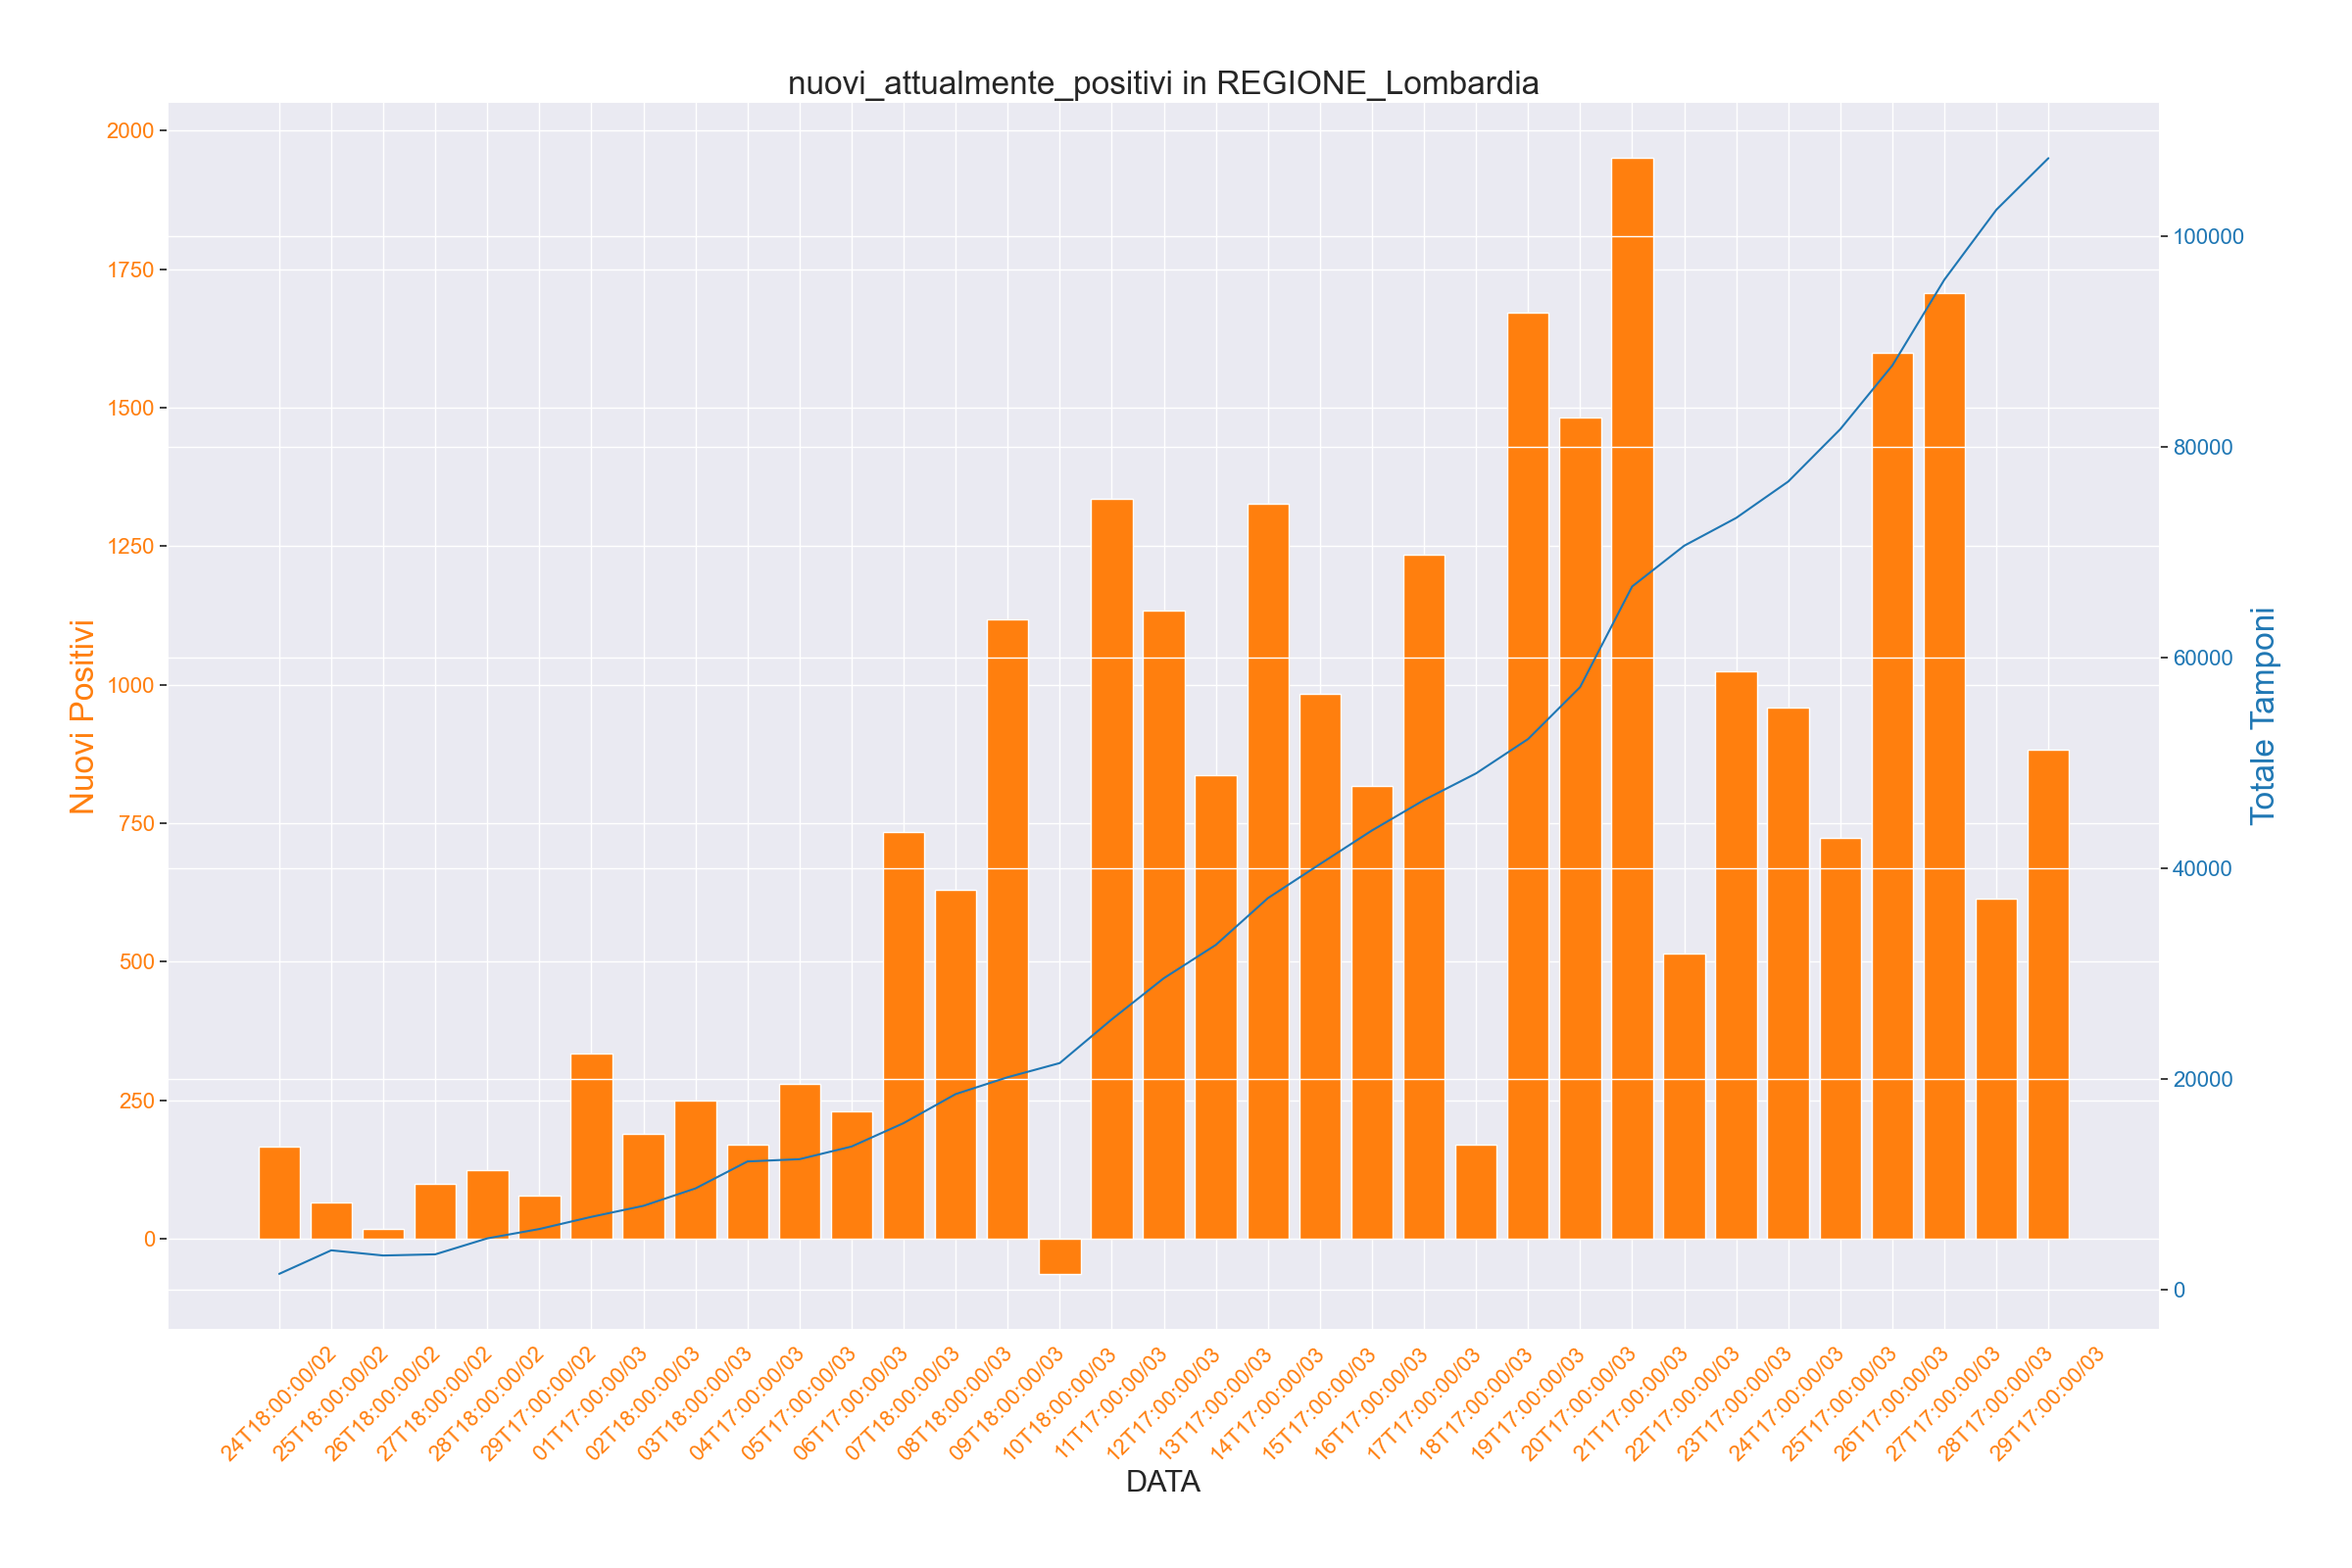 nuovi_attualmente_positivi in REGIONE_Lombardia
2000
1750
1500
1250
1000
750
500
250
0
Nuovi Positivi
100000
80000
60000
40000
20000
0
Totale Tamponi
24T18:00:00/02
25T18:00:00/02
26T18:00:00/02
27T18:00:00/02
28T18:00:00/02
29T17:00:00/02
01T17:00:00/03
02T18:00:00/03
03T18:00:00/03
04T17:00:00/03
05T17:00:00/03
06T17:00:00/03
07T18:00:00/03
08T18:00:00/03
09T18:00:00/03
10T18:00:00/03
11T17:00:00/03
12T17:00:00/03
13T17:00:00/03
14T17:00:00/03
15T17:00:00/03
16T17:00:00/03
17T17:00:00/03
18T17:00:00/03
19T17:00:00/03
20T17:00:00/03
21T17:00:00/03
22T17:00:00/03
23T17:00:00/03
24T17:00:00/03
25T17:00:00/03
26T17:00:00/03
27T17:00:00/03
28T17:00:00/03
29T17:00:00/03
DATA